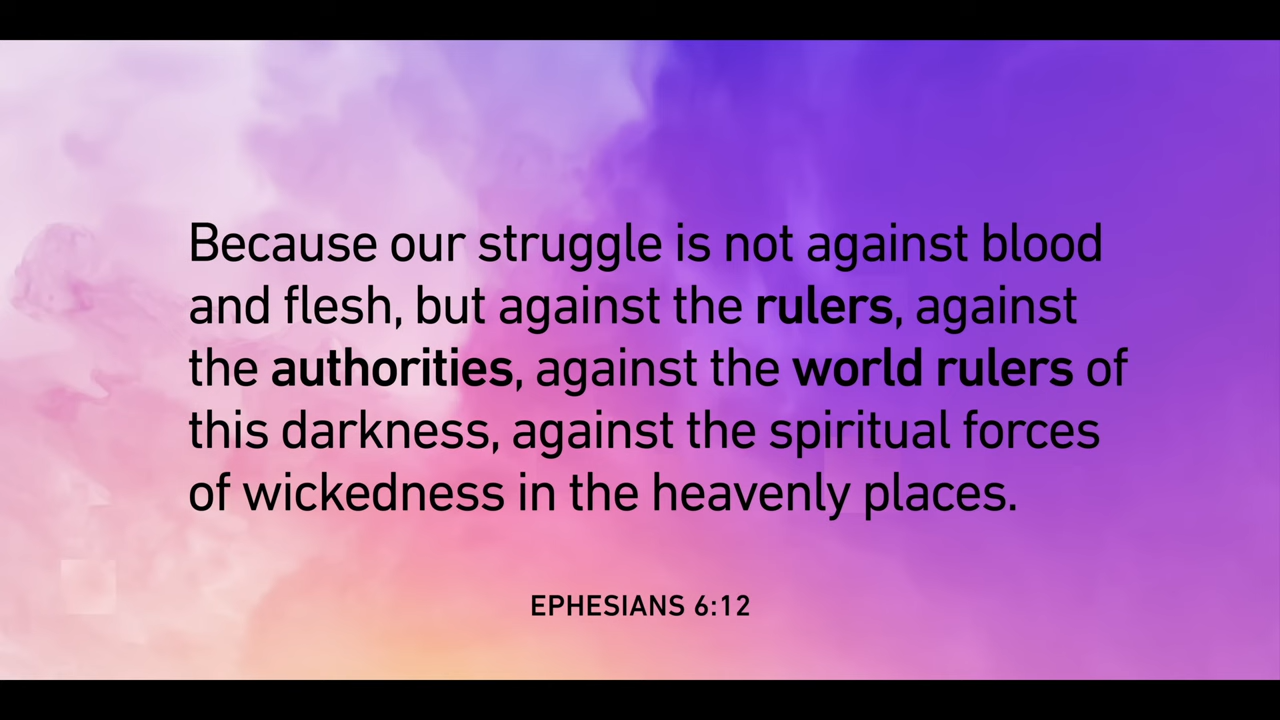 Because our struggle is not against blood
and flesh, but against the rulers, against
the authorities, against the world rulers of
this darkness, against the spiritual forces
of wickedness in the heavenly places.
EPHESIANS 6:12